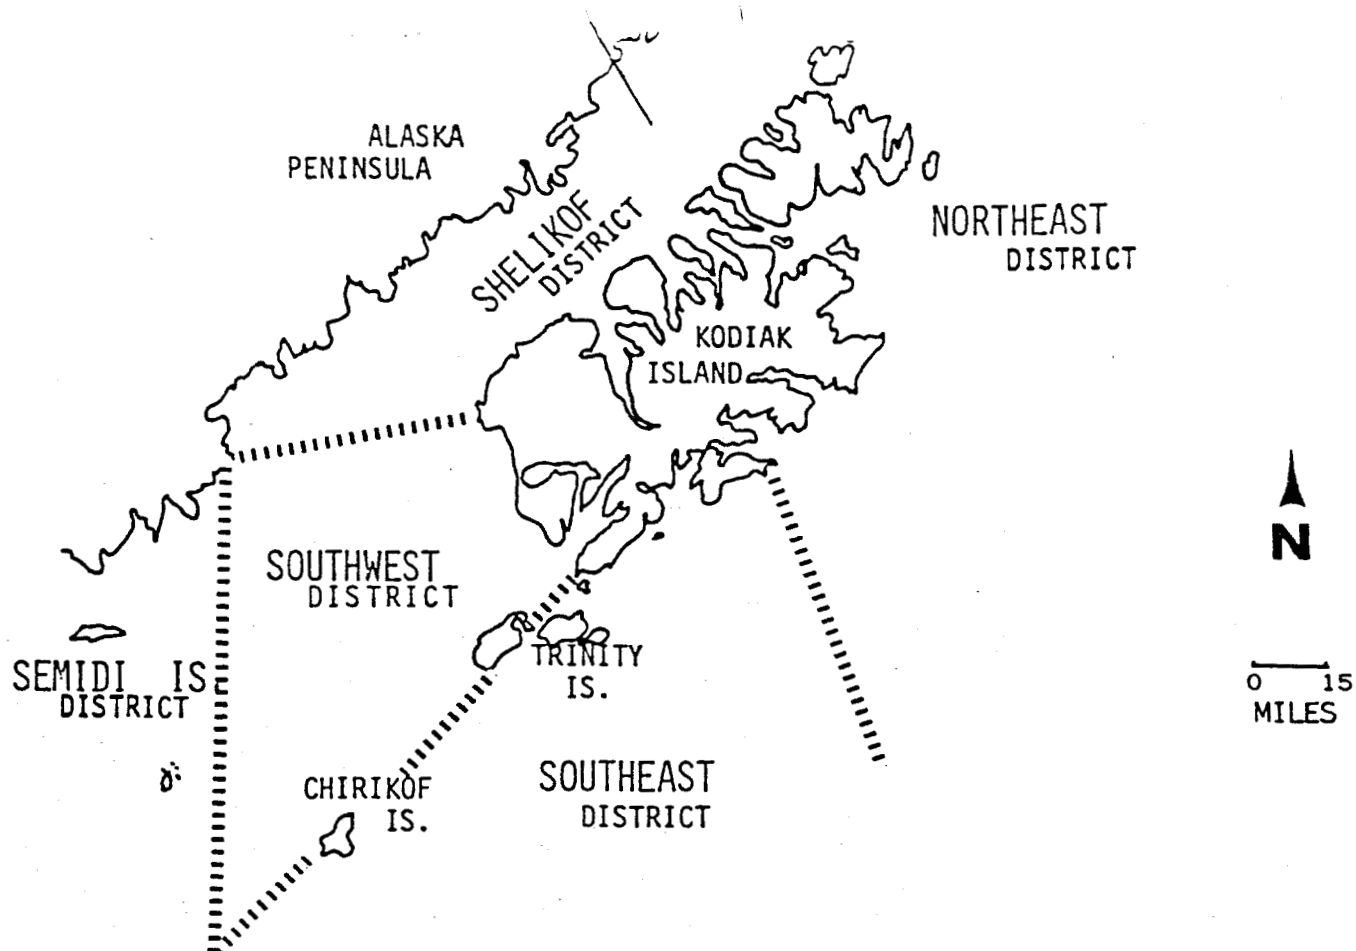 ALASKA
PENINSULA
SHELIKOF
DISTRICT
NORTHEAST
DISTRICT
KODIAK
ISLAND
N
SOUTHWEST
DISTRICT
TRINITY
IS.
SEMIDI IS.
DISTRICT
0 15
MILES
CHIRIKOF
IS.
SOUTHEAST
DISTRICT